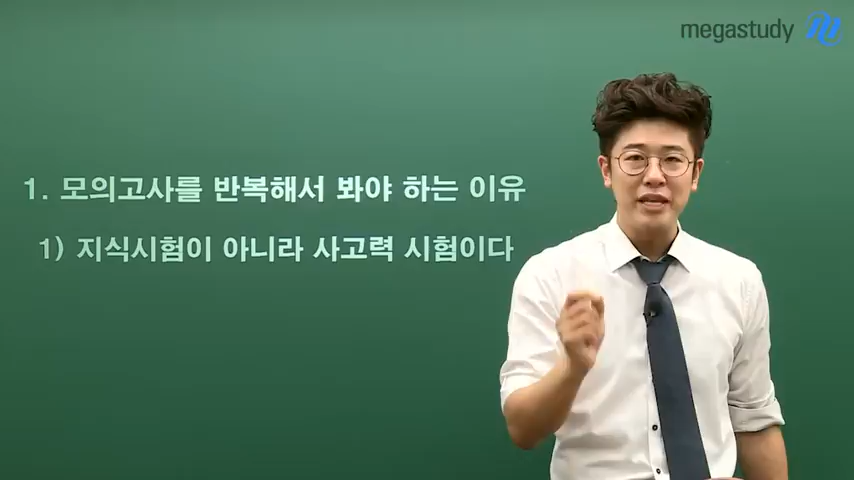 megastudy
1. 모의고사를 반복해서 봐야 하는 이유
1) 지식시험이 아니라 사고력 시험이다